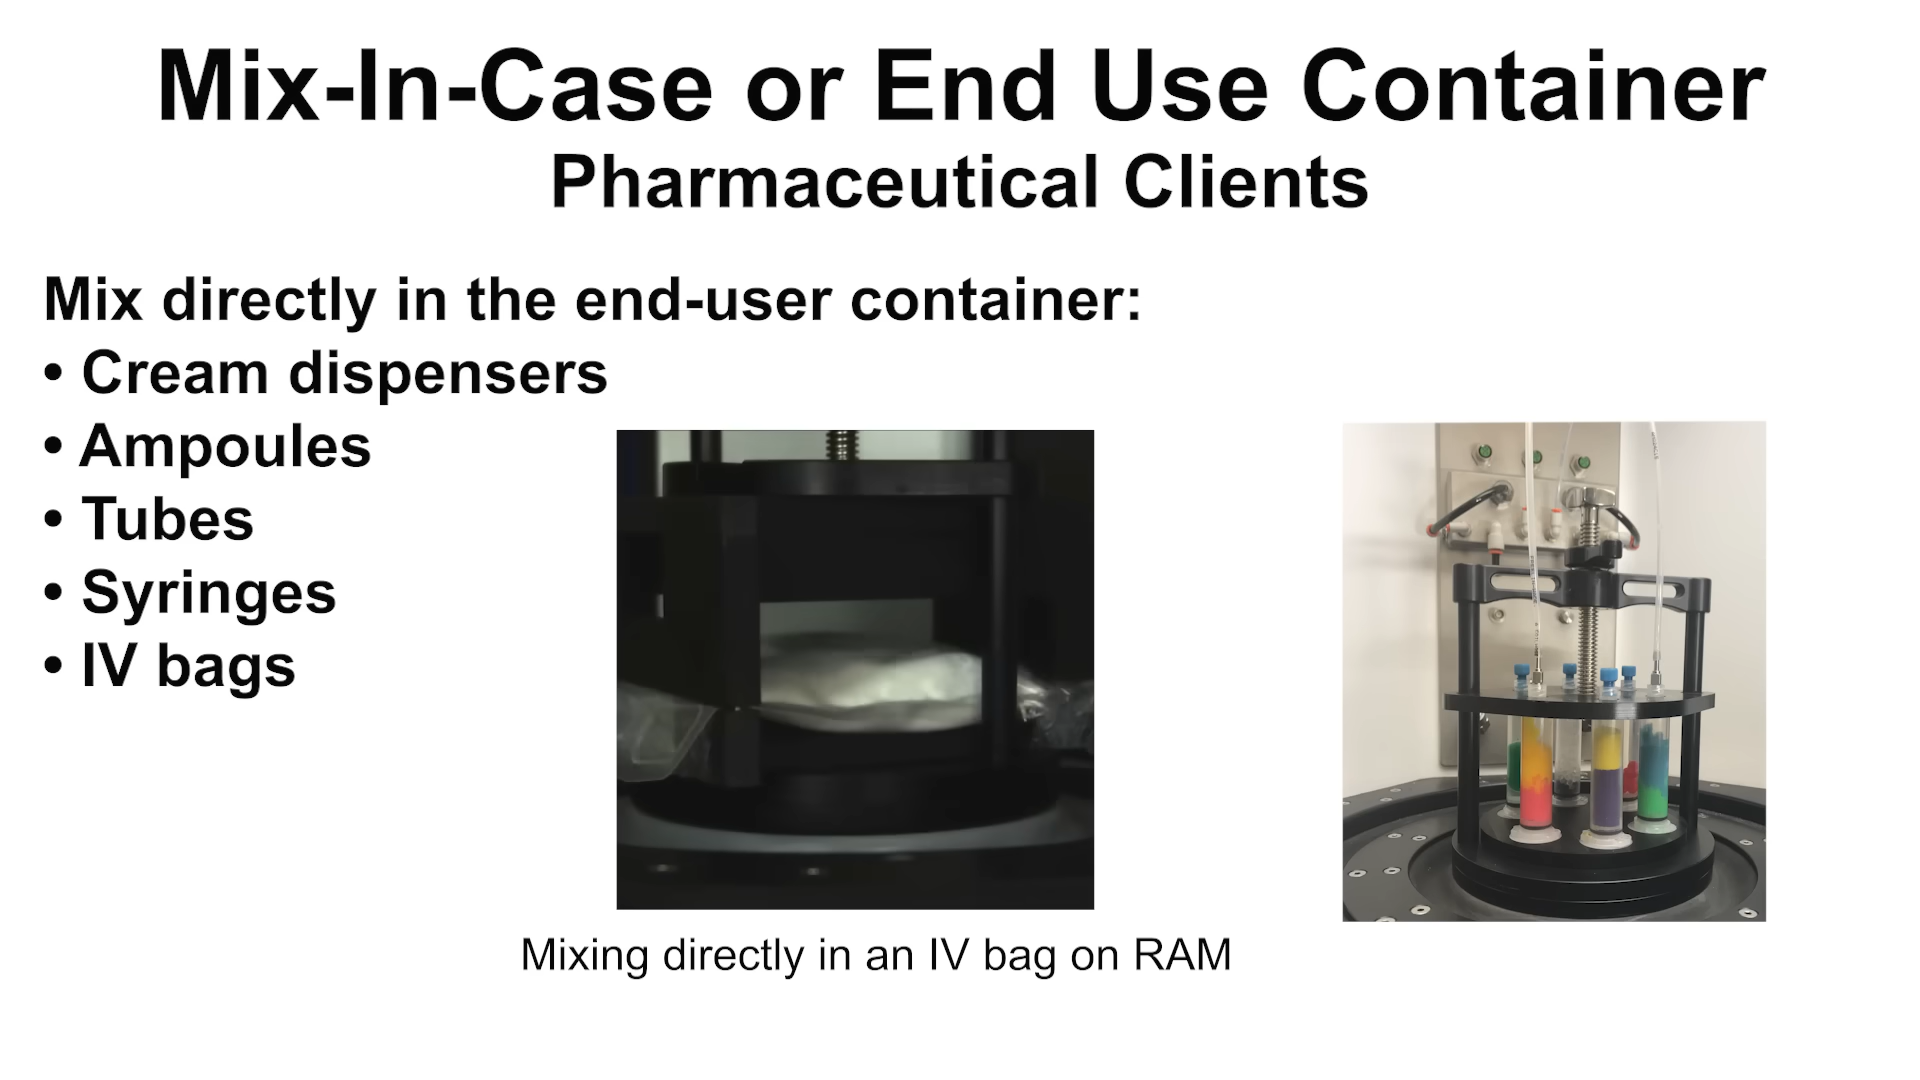 Mix-In-Case or End Use Container
Pharmaceutical Clients
Mix directly in the end-user container:
• Cream dispensers
• Ampoules
• Tubes
• Syringes
• IV bags
Mixing directly in an IV bag on RAM